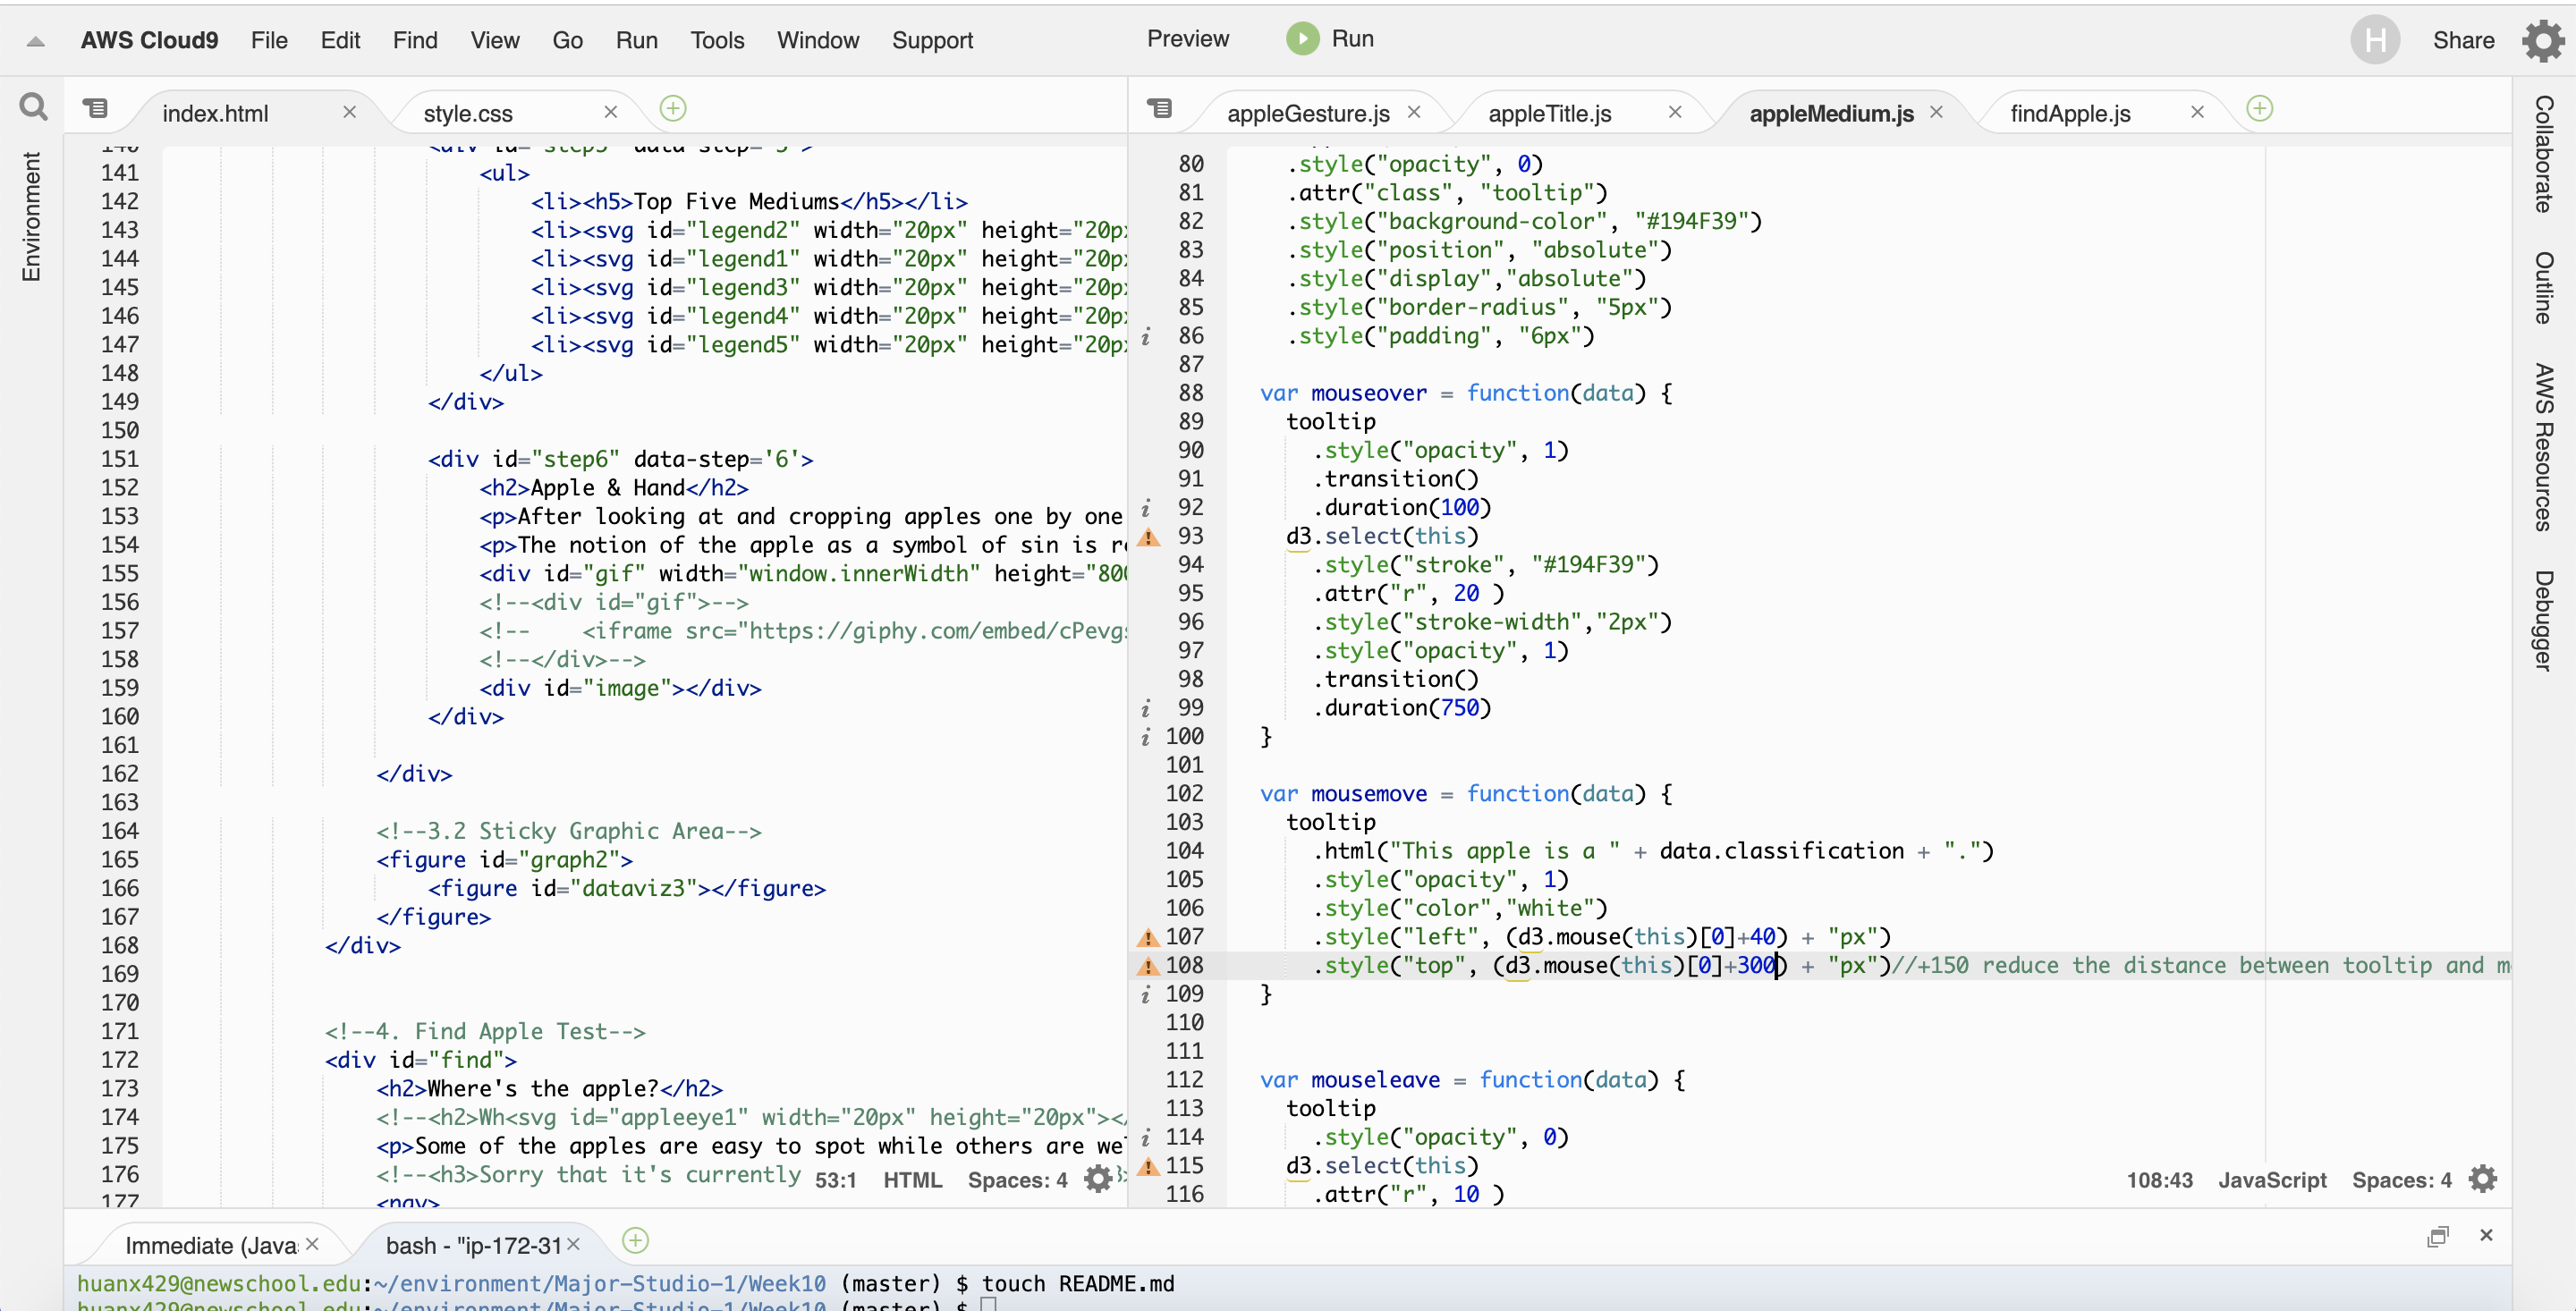 AWS Cloud9 File Edit Find View Go Run Tools Window Support Preview Run H Share
Environment
index.html
style.css
141 <ul>
142 <li><h5>Top Five Mediums</h5></li>
143 <li><svg id="legend2" width="20px" height="20p
144 <li><svg id="legend1" width="20px" height="20p
145 <li><svg id="legend3" width="20px" height="20p
146 <li><svg id="legend4" width="20px" height="20p
147 <li><svg id="legend5" width="20px" height="20p
148 </ul>
149 </div>
150
151 <div id="step6" data-step='6'>
152 <h2>Apple & Hand</h2>
153 <p>After looking at and cropping apples one by one
154 <p>The notion of the apple as a symbol of sin is r
155 <div id="gif" width="window.innerWidth" height="800
156 <!--<div id="gif">-->
157 <!-- <iframe src="https://giphy.com/embed/cPevgs
158 <!--</div>-->
159 <div id="image"></div>
160 </div>
161
162 </div>
163
164 <!--3.2 Sticky Graphic Area-->
165 <figure id="graph2">
166 <figure id="dataviz3"></figure>
167 </figure>
168 </div>
169
170
171 <!--4. Find Apple Test-->
172 <div id="find">
173 <h2>Where's the apple?</h2>
174 <!--<h2>Wh<svg id="appleeye1" width="20px" height="20px"></
175 <p>Some of the apples are easy to spot while others are we
176 <!--<h3>Sorry that it's currently
177 <nav>
53:1 HTML Spaces: 4
appleGesture.js
appleTitle.js
appleMedium.js
findApple.js
80 .style("opacity", 0)
81 .attr("class", "tooltip")
82 .style("background-color", "#194F39")
83 .style("position", "absolute")
84 .style("display","absolute")
85 .style("border-radius", "5px")
86 .style("padding", "6px")
87
88 var mouseover = function(data) {
89 tooltip
90 .style("opacity", 1)
91 .transition()
92 .duration(100)
93 d3.select(this)
94 .style("stroke", "#194F39")
95 .attr("r", 20 )
96 .style("stroke-width","2px")
97 .style("opacity", 1)
98 .transition()
99 .duration(750)
100 }
101
102 var mousemove = function(data) {
103 tooltip
104 .html("This apple is a " + data.classification + ".")
105 .style("opacity", 1)
106 .style("color","white")
107 .style("left", (d3.mouse(this)[0]+40) + "px")
108 .style("top", (d3.mouse(this)[0]+300) + "px")//+150 reduce the distance between tooltip and m
109 }
110
111
112 var mouseleave = function(data) {
113 tooltip
114 .style("opacity", 0)
115 d3.select(this)
116 .attr("r", 10 )
108:43 JavaScript Spaces: 4
Collaborate
Outline
AWS Resources
Debugger
Immediate (Java
bash - "ip-172-31
huanx429@newschool.edu:~/environment/Major-Studio-1/Week10 (master) $ touch README.md
huanx429@newschool.edu:~/environment/Major-Studio-1/Week10 (master) $